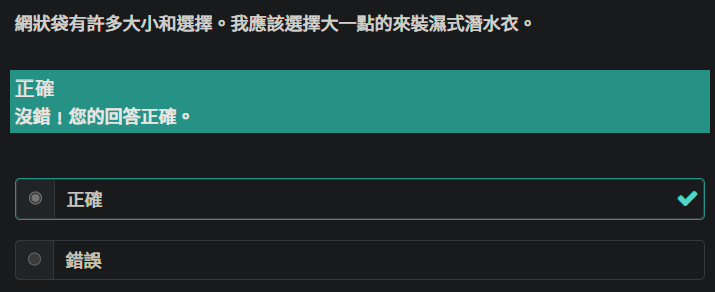 網狀袋有許多大小和選擇。我應該選擇大一點的來裝濕式潛水衣。
正確
沒錯！您的回答正確。
正確
錯誤